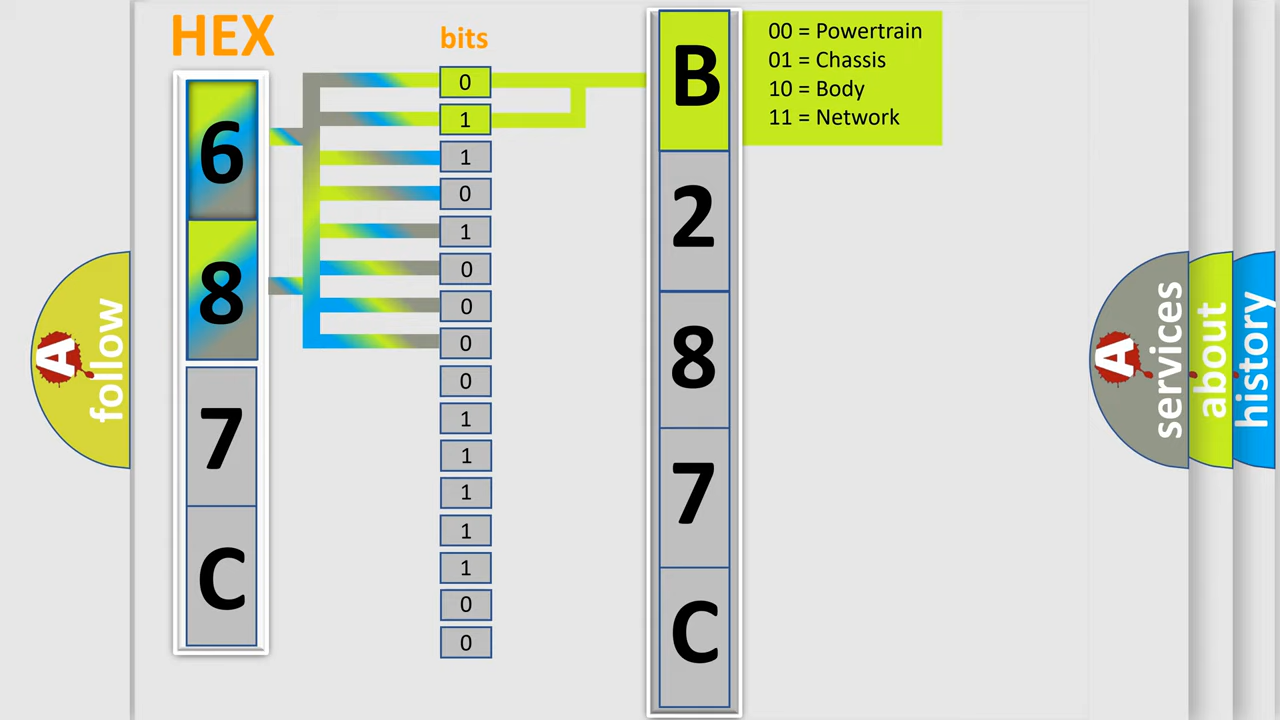 HEX
6
8
7
C
bits
0
1
1
0
1
0
0
0
0
1
1
1
1
1
0
0
B
2
8
7
C
00 = Powertrain
01 = Chassis
10 = Body
11 = Network
A
follow
A
services
about
history